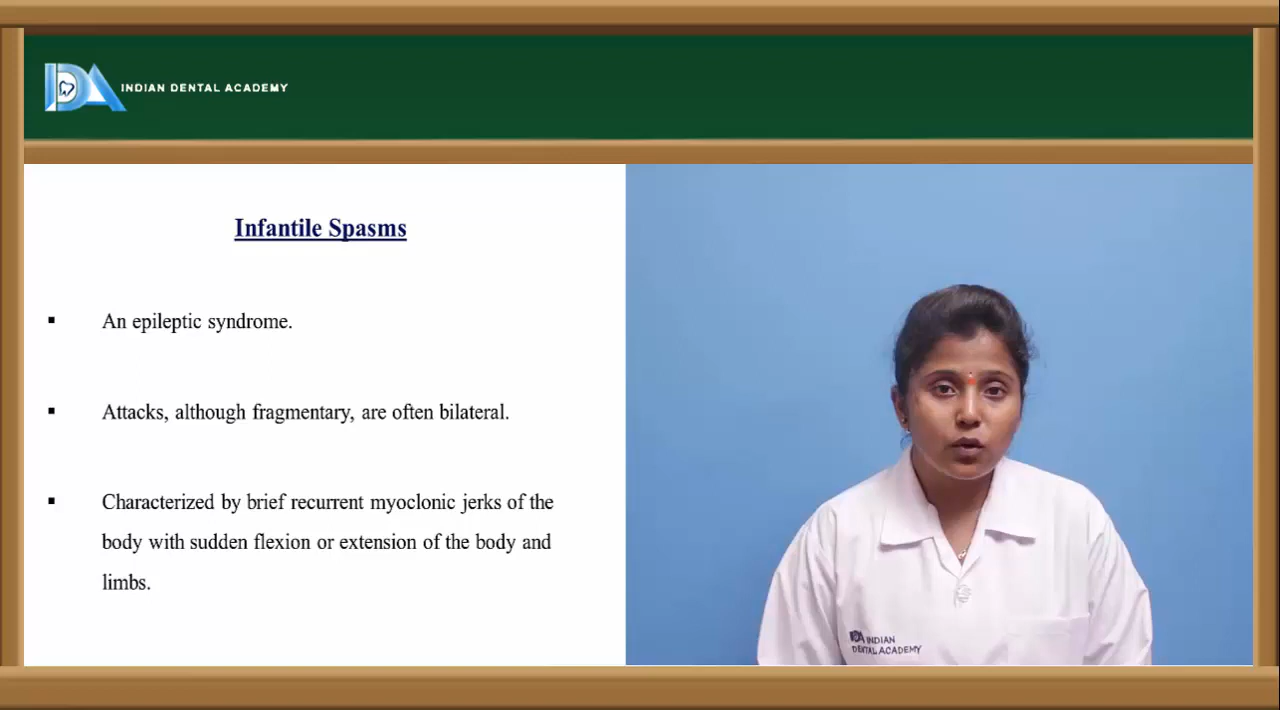 INDIAN DENTAL ACADEMY
Infantile Spasms
▪ An epileptic syndrome.
▪ Attacks, although fragmentary, are often bilateral.
▪ Characterized by brief recurrent myoclonic jerks of the
body with sudden flexion or extension of the body and
limbs.
IDA INDIAN
DENTAL ACADEMY